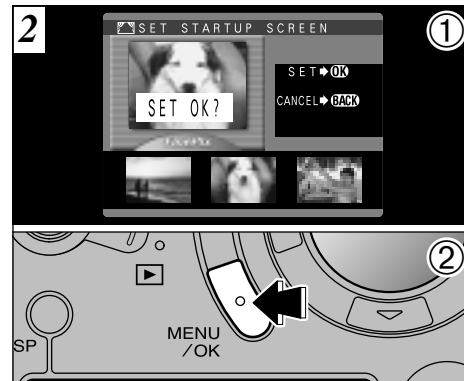 2
SET STARTUP SCREEN
①
SET➡OK
SET OK?
CANCEL➡BACK
②
MENU
/OK
SP